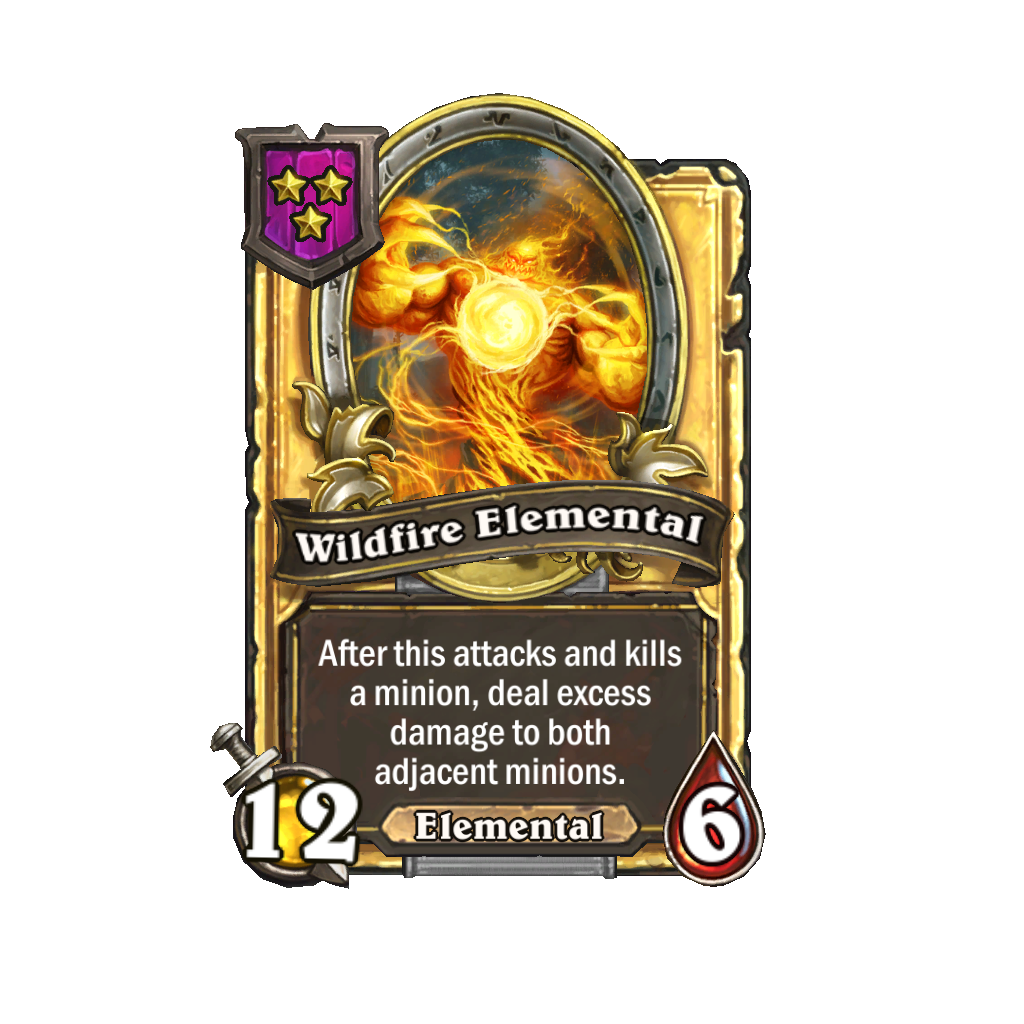 Wildfire Elemental
After this attacks and kills
a minion, deal excess
damage to both
adjacent minions.
12
Elemental
6